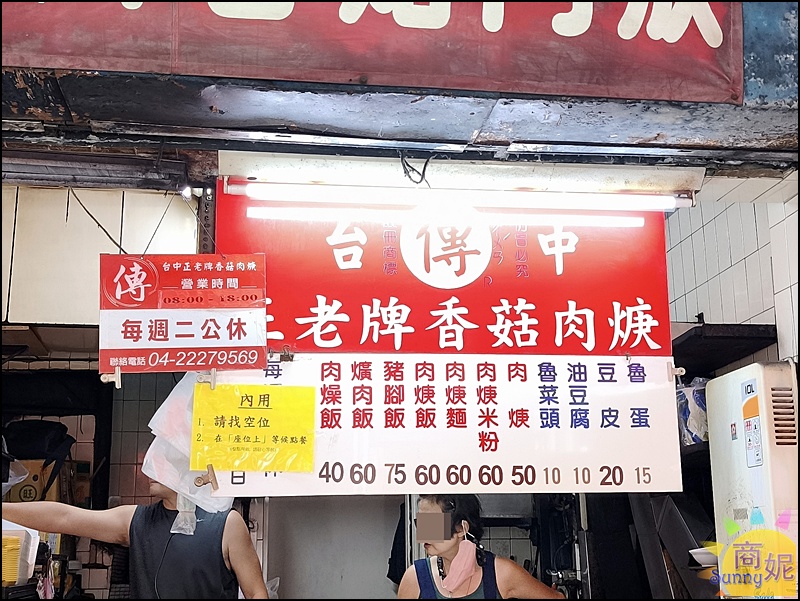 台 傳 中
正老牌香菇肉焿
傳
台中正老牌香菇肉焿
營業時間
08:00 - 18:00
每週二公休
聯絡電話 04-22279569
內用
1. 請找空位
2. 在「座位上」等候點餐
肉燥飯 40
爌肉飯 60
豬腳飯 75
肉焿飯 60
肉焿麵 60
肉焿米粉 60
肉焿 50
魯菜頭 10
油豆腐 10
豆皮 20
魯蛋 15
商妮
Sunny